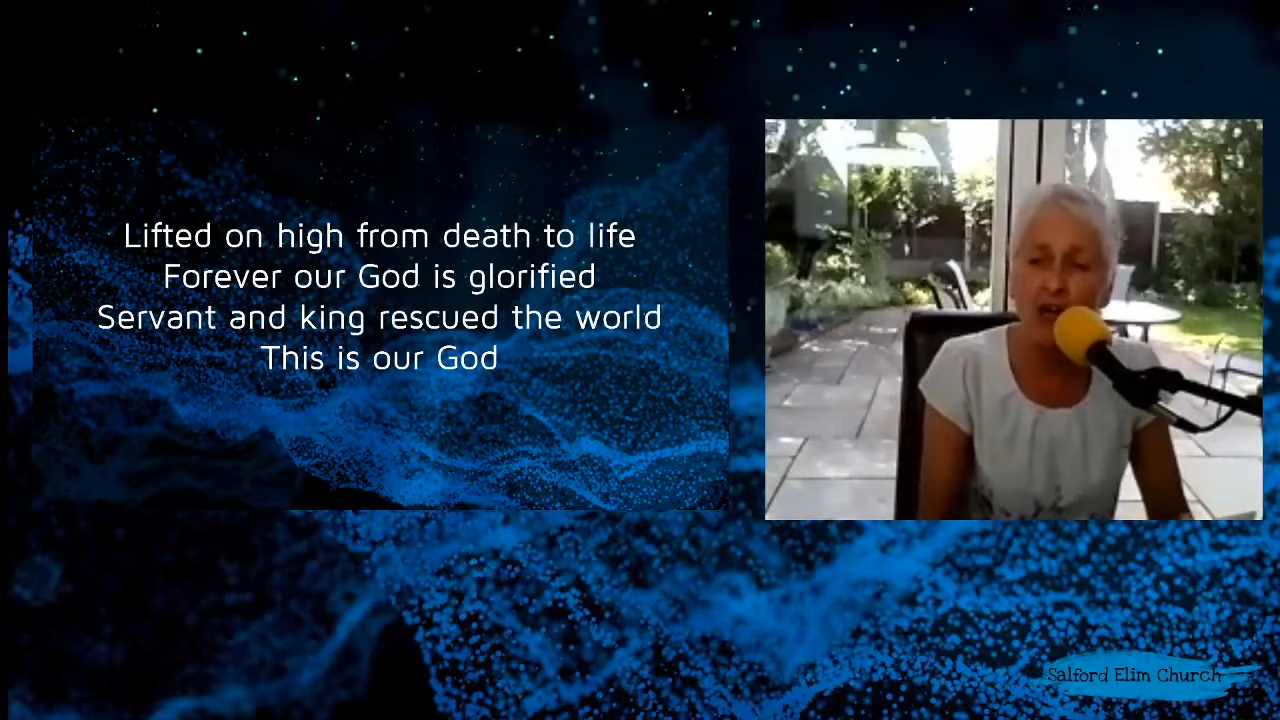 Lifted on high from death to life
Forever our God is glorified
Servant and king rescued the world
This is our God
Salford Elim Church